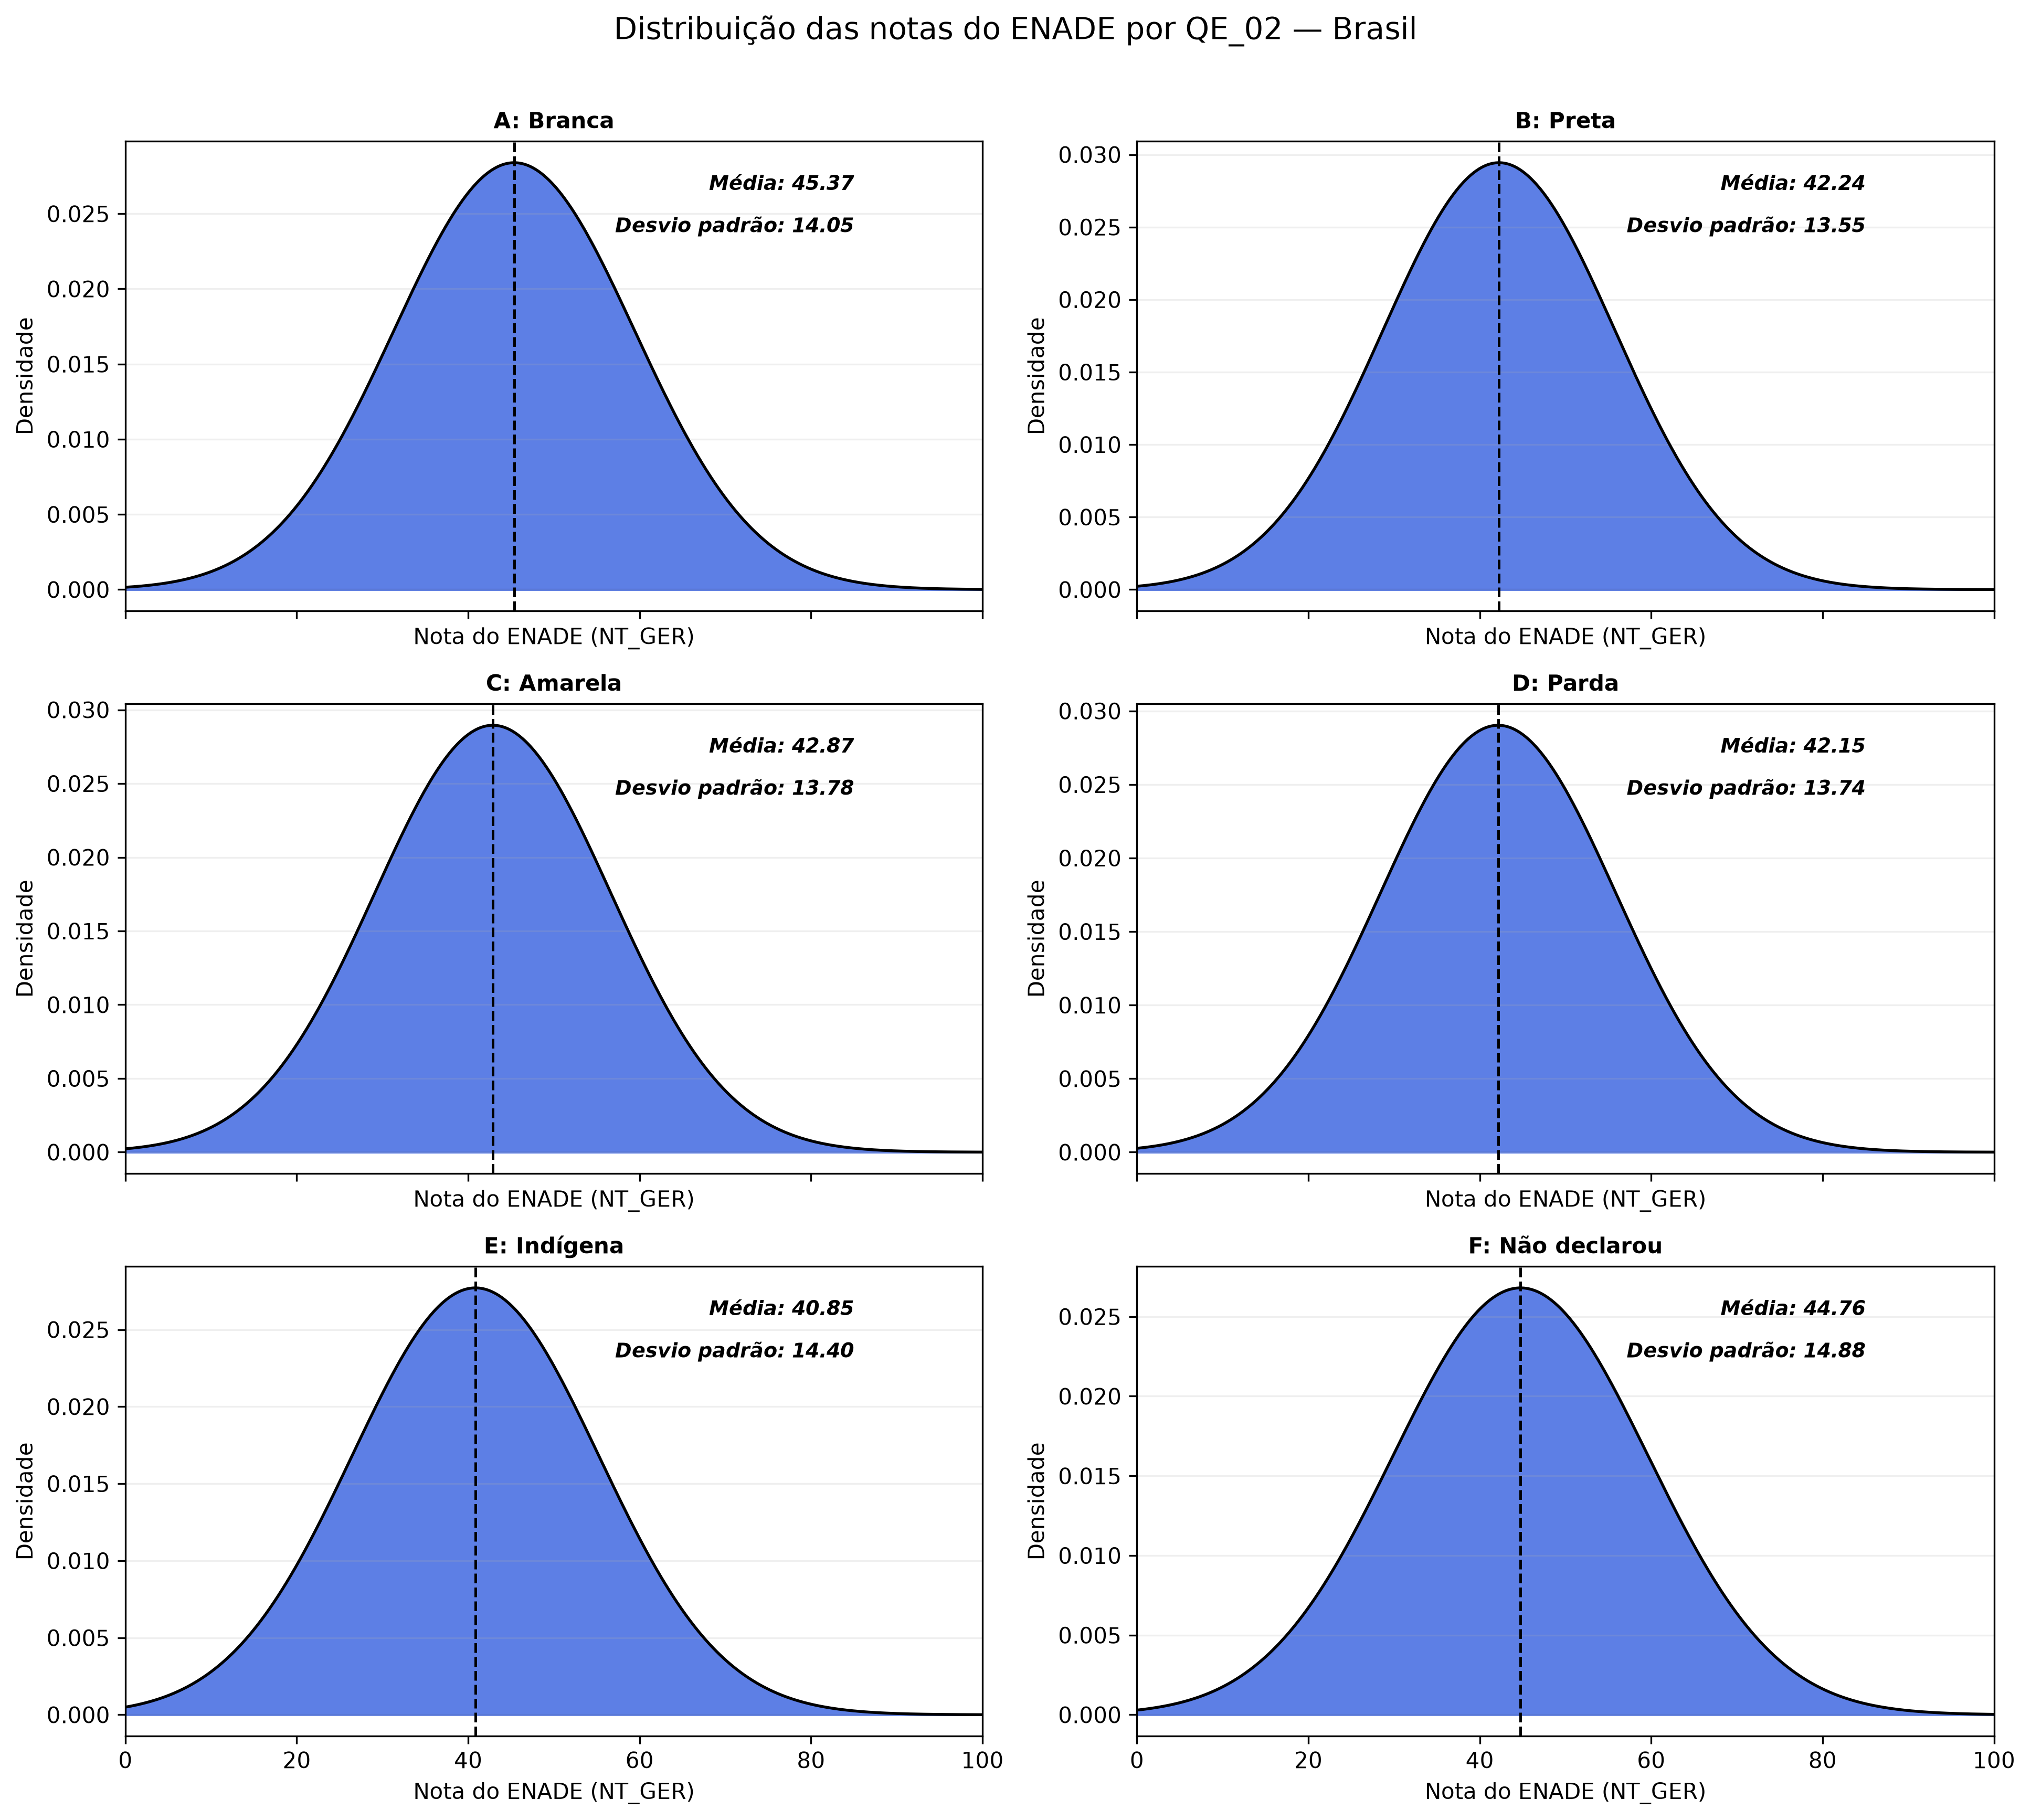 Distribuição das notas do ENADE por QE_02 — Brasil
A: Branca
Média: 45.37
Desvio padrão: 14.05
Densidade
0.025
0.020
0.015
0.010
0.005
0.000
Nota do ENADE (NT_GER)
B: Preta
Média: 42.24
Desvio padrão: 13.55
Densidade
0.030
0.025
0.020
0.015
0.010
0.005
0.000
Nota do ENADE (NT_GER)
C: Amarela
Média: 42.87
Desvio padrão: 13.78
Densidade
0.030
0.025
0.020
0.015
0.010
0.005
0.000
Nota do ENADE (NT_GER)
D: Parda
Média: 42.15
Desvio padrão: 13.74
Densidade
0.030
0.025
0.020
0.015
0.010
0.005
0.000
Nota do ENADE (NT_GER)
E: Indígena
Média: 40.85
Desvio padrão: 14.40
Densidade
0.025
0.020
0.015
0.010
0.005
0.000
0 20 40 60 80 100
Nota do ENADE (NT_GER)
F: Não declarou
Média: 44.76
Desvio padrão: 14.88
Densidade
0.025
0.020
0.015
0.010
0.005
0.000
0 20 40 60 80 100
Nota do ENADE (NT_GER)